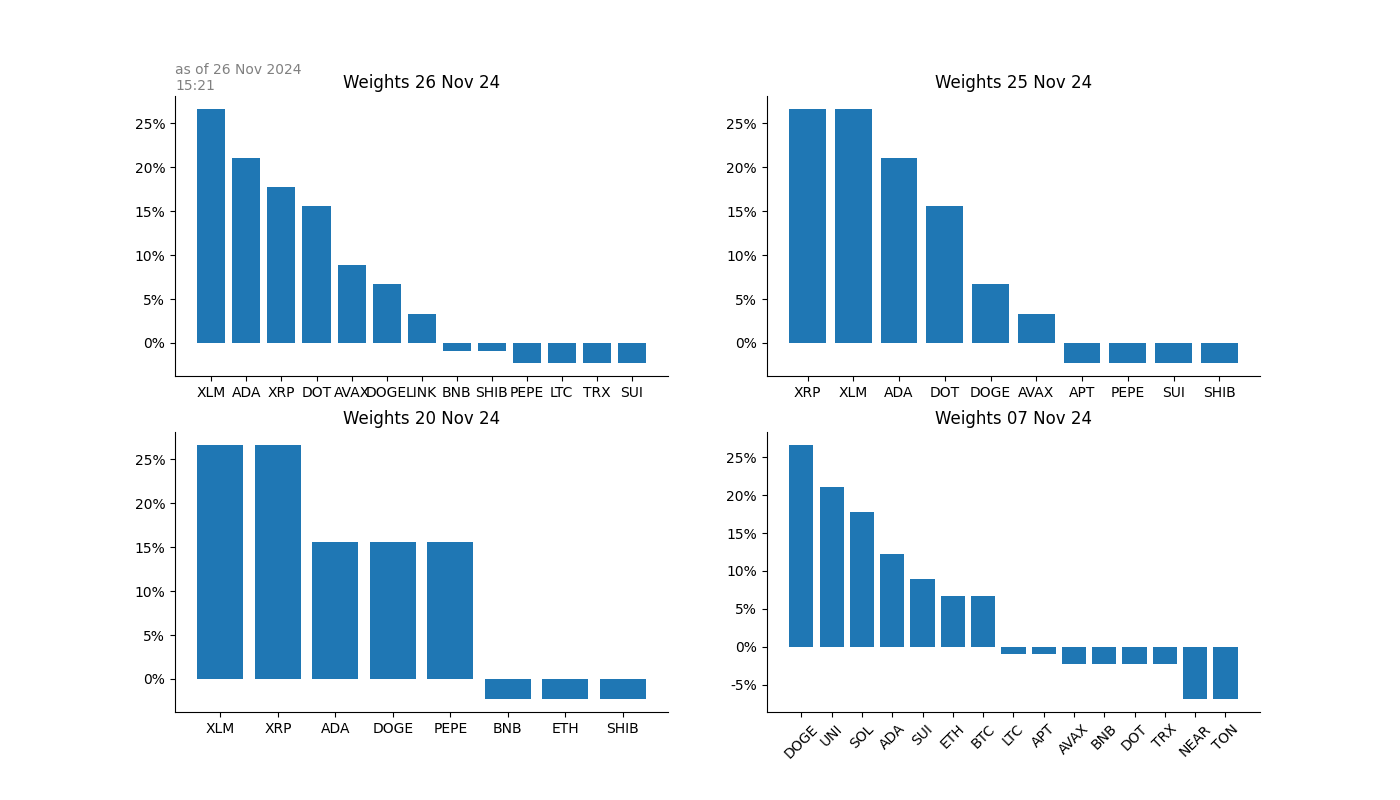 as of 26 Nov 2024
15:21
Weights 26 Nov 24
25%
20%
15%
10%
5%
0%
XLM ADA XRP DOT AVAX DOGE LINK BNB SHIB PEPE LTC TRX SUI
Weights 25 Nov 24
25%
20%
15%
10%
5%
0%
XRP XLM ADA DOT DOGE AVAX APT PEPE SUI SHIB
Weights 20 Nov 24
25%
20%
15%
10%
5%
0%
XLM XRP ADA DOGE PEPE BNB ETH SHIB
Weights 07 Nov 24
25%
20%
15%
10%
5%
0%
-5%
DOGE UNI SOL ADA SUI ETH BTC LTC APT AVAX BNB DOT TRX NEAR TON